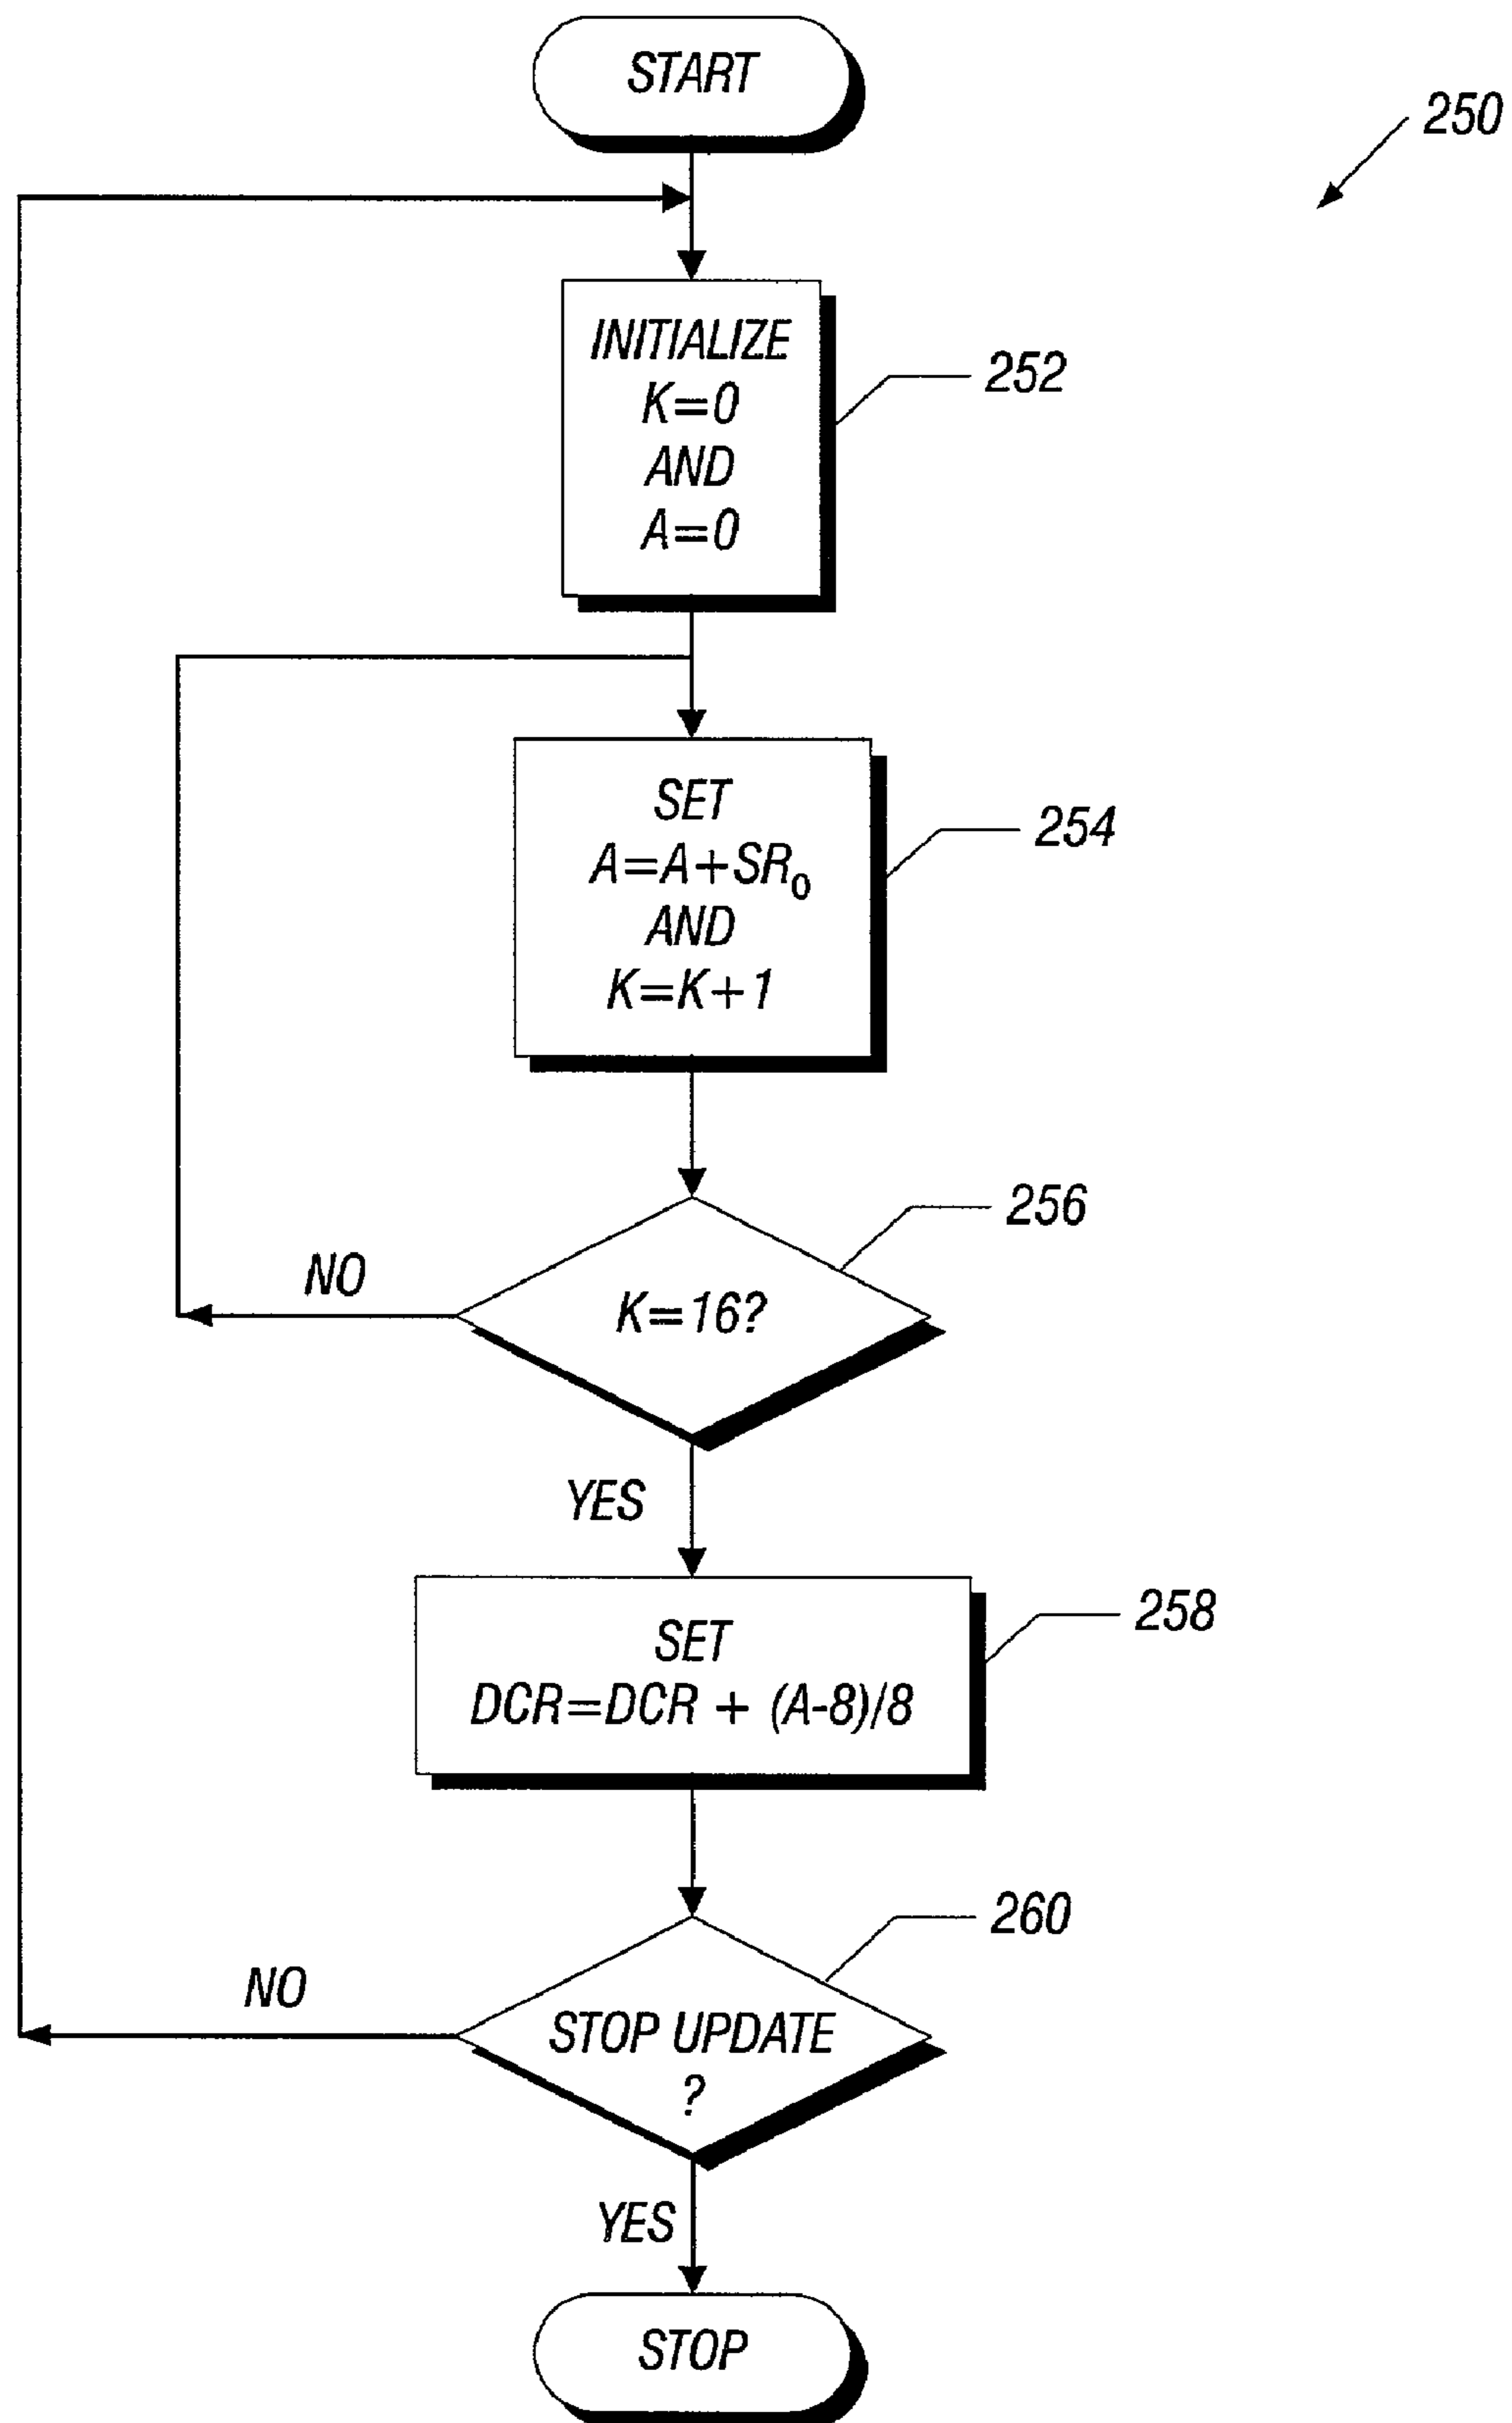 START
250
INITIALIZE
K=0
AND
A=0
252
SET
A=A+SR₀
AND
K=K+1
254
256
K=16?
NO
YES
SET
DCR=DCR + (A-8)/8
258
260
STOP UPDATE
?
NO
YES
STOP